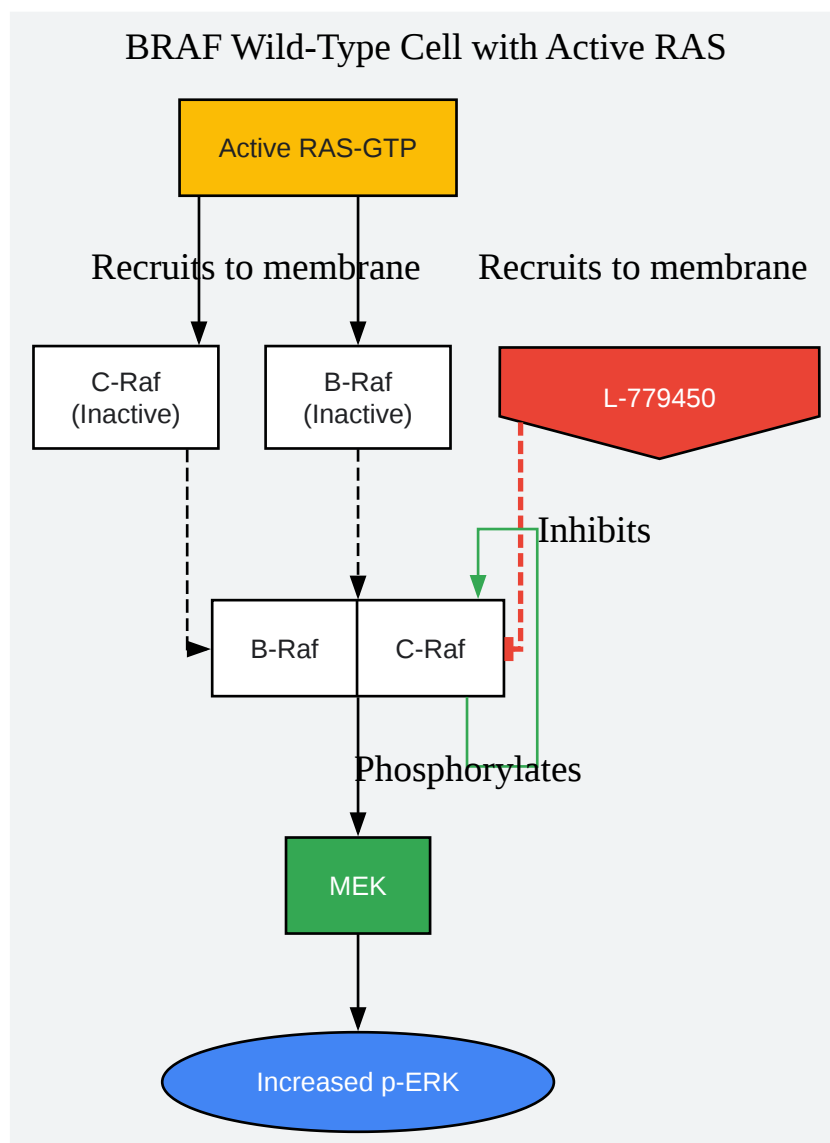 BRAF Wild-Type Cell with Active RAS
Active RAS-GTP
Recruits to membrane
Recruits to membrane
C-Raf
(Inactive)
B-Raf
(Inactive)
L-779450
Inhibits
B-Raf
C-Raf
Phosphorylates
MEK
Increased p-ERK